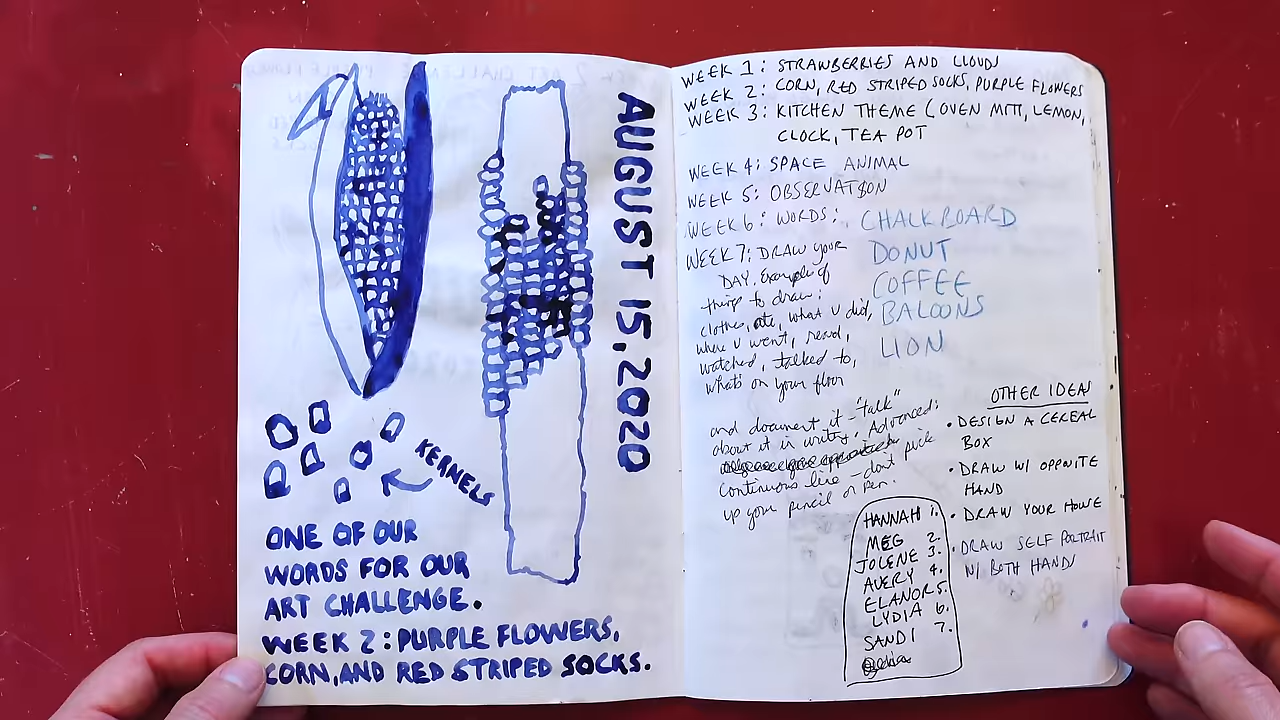 AUGUST 15, 2020
KERNELS
ONE OF OUR
WORDS FOR OUR
ART CHALLENGE.
WEEK 2: PURPLE FLOWERS,
CORN, AND RED STRIPED SOCKS.
WEEK 1: STRAWBERRIES AND CLOUDS
WEEK 2: CORN, RED STRIPED SOCKS, PURPLE FLOWERS
WEEK 3: KITCHEN THEME (OVEN MITT, LEMON,
CLOCK, TEA POT
WEEK 4: SPACE ANIMAL
WEEK 5: OBSERVATION
WEEK 6: WORDS: CHALKBOARD
DONUT
COFFEE
BALOONS
LION
WEEK 7: DRAW YOUR
DAY. Example of
things to draw:
clothes, ate, what u did,
where u went, read,
watched, talked to,
what's on your floor
and document it - "talk"
about it in writing. Advanced:
Continuous line - dont pick
up your pencil or pen.
OTHER IDEAS
• DESIGN A CEREAL
BOX
• DRAW W/ OPPOSITE
HAND
• DRAW YOUR HOUSE
• DRAW SELF PORTRAIT
W/ BOTH HANDS
HANNAH 1.
MEG 2.
JOLENE 3.
AVERY 4.
ELANOR 5.
LYDIA 6.
SANDI 7.